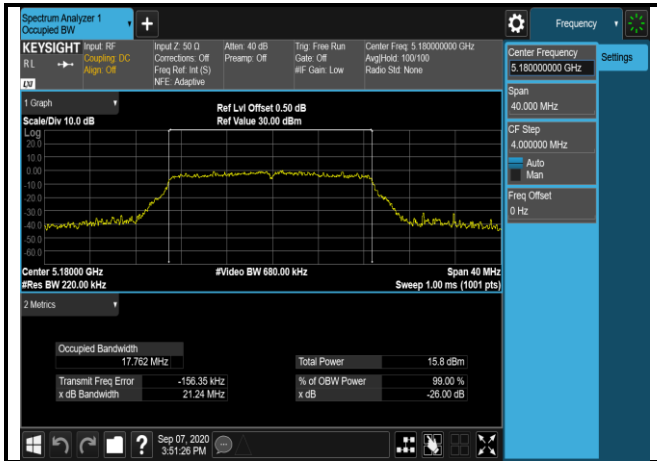 Spectrum Analyzer 1
Occupied BW
Frequency
KEYSIGHT
RL
LXI
Input: RF
Coupling: DC
Align: Off
Input Z: 50 Ω
Corrections: Off
Freq Ref: Int (S)
NFE: Adaptive
Atten: 40 dB
Preamp: Off
Trig: Free Run
Gate: Off
#IF Gain: Low
Center Freq: 5.180000000 GHz
Avg|Hold: 100/100
Radio Std: None
Center Frequency
5.180000000 GHz
Settings
Span
40.000 MHz
CF Step
4.000000 MHz
Auto
Man
Freq Offset
0 Hz
1 Graph
Scale/Div 10.0 dB
Ref Lvl Offset 0.50 dB
Ref Value 30.00 dBm
Log
20.0
10.0
0.00
-10.0
-20.0
-30.0
-40.0
-50.0
-60.0
Center 5.18000 GHz
#Video BW 680.00 kHz
Span 40 MHz
#Res BW 220.00 kHz
Sweep 1.00 ms (1001 pts)
2 Metrics
Occupied Bandwidth
17.762 MHz
Total Power 15.8 dBm
Transmit Freq Error -156.35 kHz
% of OBW Power 99.00 %
x dB Bandwidth 21.24 MHz
x dB -26.00 dB
Sep 07, 2020
3:51:26 PM